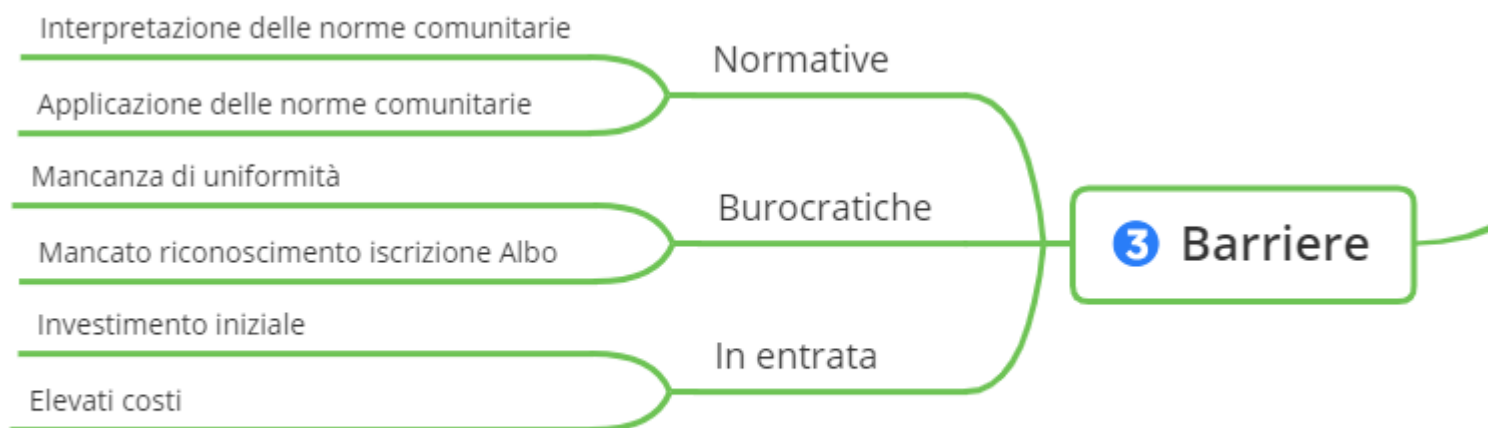 Interpretazione delle norme comunitarie
Applicazione delle norme comunitarie
Normative
Mancanza di uniformità
Mancato riconoscimento iscrizione Albo
Burocratiche
Investimento iniziale
Elevati costi
In entrata
3 Barriere